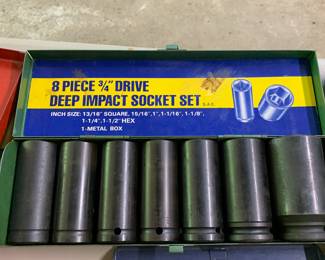 8 PIECE ¾" DRIVE
DEEP IMPACT SOCKET SET S.A.E.
INCH SIZE: 13/16" SQUARE, 15/16",1",1-1/16", 1-1/8",
1-1/4",1-1/2" HEX
1-METAL BOX